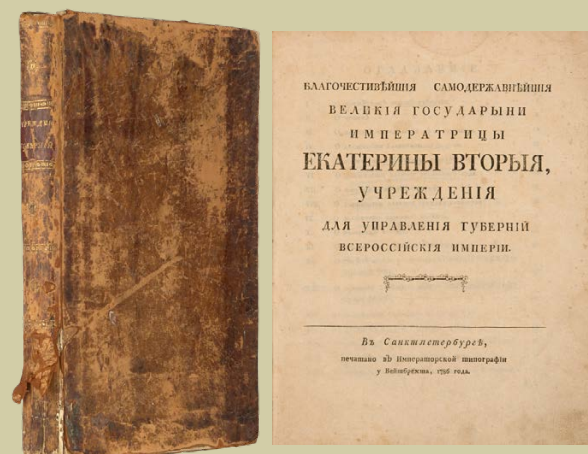 БЛАГОЧЕСТИВѢЙШІЯ САМОДЕРЖАВНѢЙШІЯ
ВЕЛИКІЯ ГОСУДАРЫНИ
ИМПЕРАТРИЦЫ
ЕКАТЕРИНЫ ВТОРЫЯ,
УЧРЕЖДЕНІЯ
ДЛЯ УПРАВЛЕНІЯ ГУБЕРНІЙ
ВСЕРОССІЙСКІЯ ИМПЕРІИ.
Въ Санктпетербургѣ,
печатано въ Императорской типографіи
у Вейтбрехта, 1796 года.